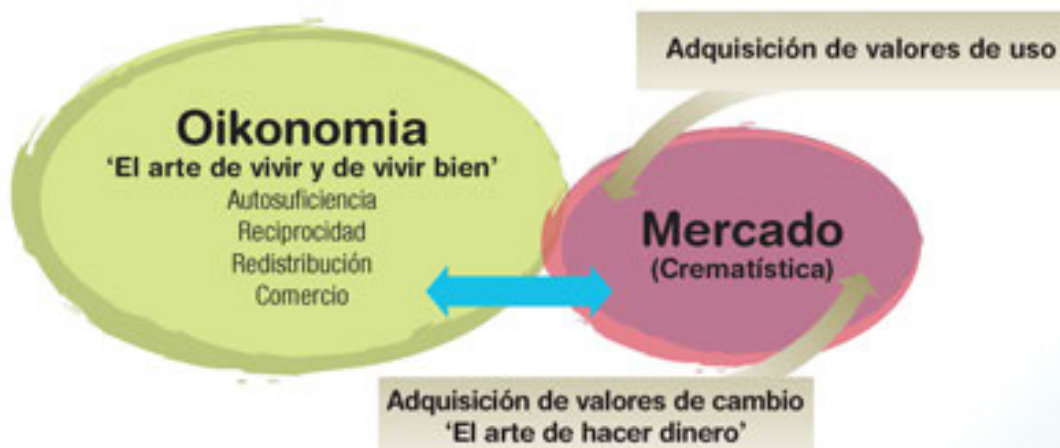 Adquisición de valores de uso
Oikonomia
‘El arte de vivir y de vivir bien’
Autosuficiencia
Reciprocidad
Redistribución
Comercio
Mercado
(Crematística)
Adquisición de valores de cambio
‘El arte de hacer dinero’